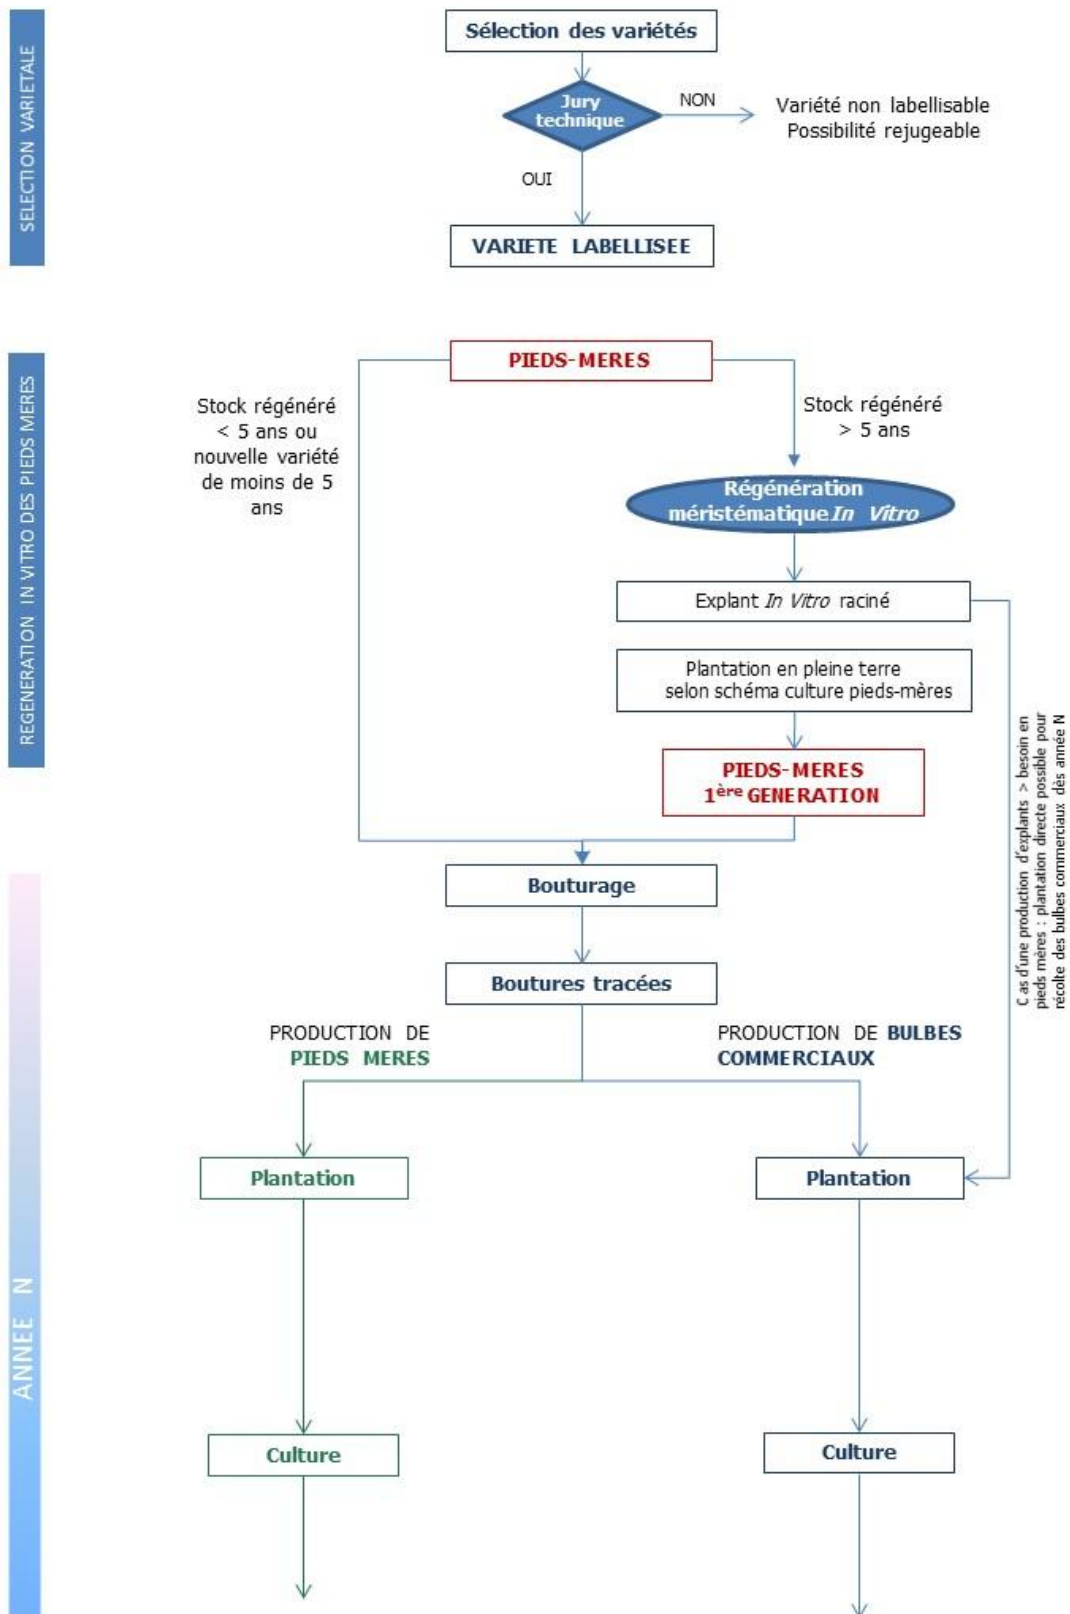 SELECTION VARIETALE
Sélection des variétés
Jury
technique
NON
Variété non labellisable
Possibilité rejugeable
OUI
VARIETE LABELLISEE
REGENERATION IN VITRO DES PIEDS MERES
PIEDS-MERES
Stock régénéré
< 5 ans ou
nouvelle variété
de moins de 5
ans
Stock régénéré
> 5 ans
Régénération
méristématique In Vitro
Explant In Vitro raciné
Plantation en pleine terre
selon schéma culture pieds-mères
PIEDS-MERES
1ère GENERATION
C as d'une production d'explants > besoin en
pieds mères : plantation directe possible pour
récolte des bulbes commerciaux dès année N
Bouturage
Boutures tracées
PRODUCTION DE
PIEDS MERES
PRODUCTION DE BULBES
COMMERCIAUX
Plantation
Plantation
ANNEE N
Culture
Culture